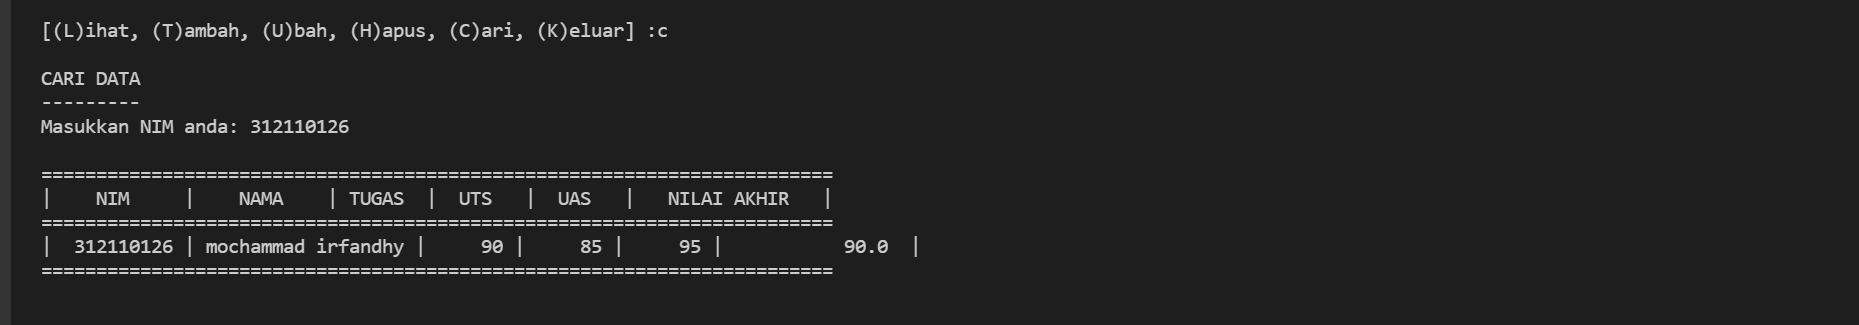 [(L)ihat, (T)ambah, (U)bah, (H)apus, (C)ari, (K)eluar] :c
CARI DATA
---------
Masukkan NIM anda: 312110126
========================================================================
|    NIM     |    NAMA    | TUGAS  |  UTS   |  UAS   |   NILAI AKHIR   |
========================================================================
|  312110126 | mochammad irfandhy |     90 |     85 |     95 |           90.0  |
========================================================================